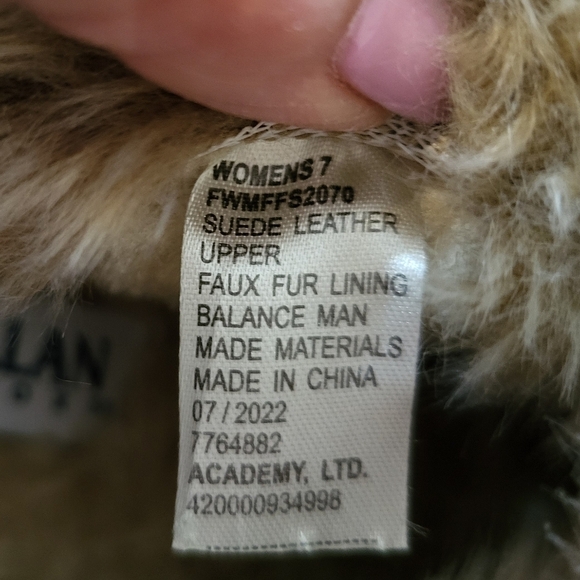 WOMENS 7
FWMFFS2070
SUEDE LEATHER
UPPER
FAUX FUR LINING
BALANCE MAN
MADE MATERIALS
MADE IN CHINA
07/2022
7764882
ACADEMY, LTD.
420000934998
LAN